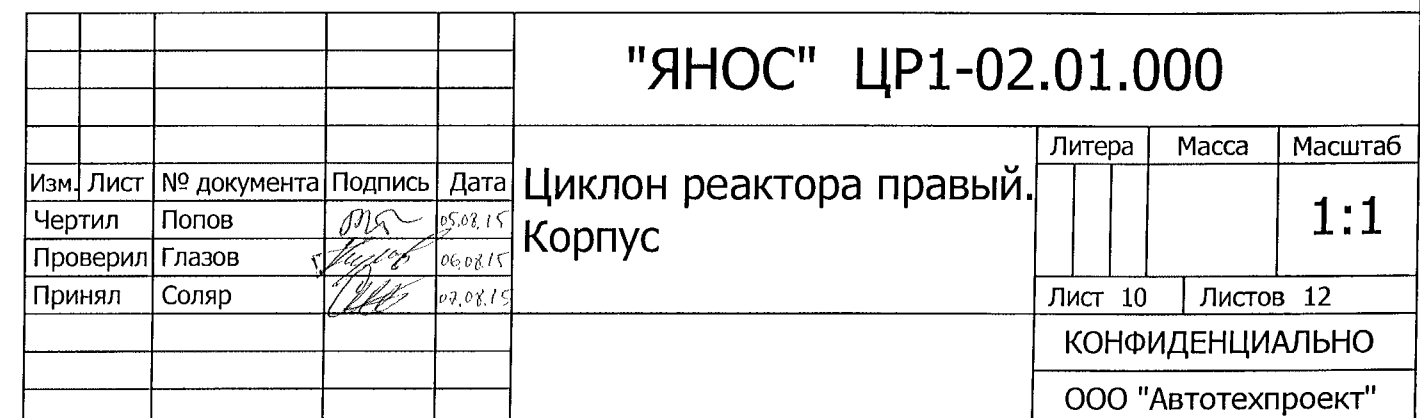 "ЯНОС" ЦР1-02.01.000
Литера Масса Масштаб
Изм. Лист № документа Подпись Дата
Циклон реактора правый.
Корпус
1:1
Чертил Попов 05.08.15
Проверил Глазов 06.08.15
Принял Соляр 07.08.15
Лист 10 Листов 12
КОНФИДЕНЦИАЛЬНО
ООО "Автотехпроект"